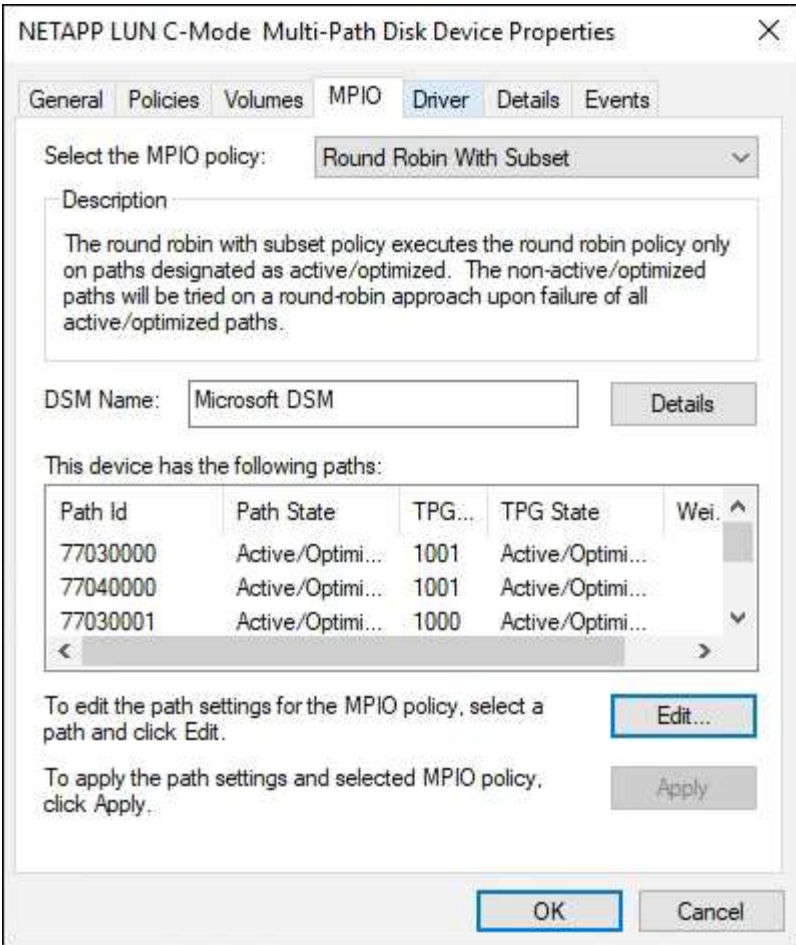 NETAPP LUN C-Mode  Multi-Path Disk Device Properties
General Policies Volumes MPIO Driver Details Events
Select the MPIO policy: Round Robin With Subset
Description
The round robin with subset policy executes the round robin policy only
on paths designated as active/optimized.  The non-active/optimized
paths will be tried on a round-robin approach upon failure of all
active/optimized paths.
DSM Name: Microsoft DSM Details
This device has the following paths:
Path Id Path State TPG... TPG State Wei.
77030000 Active/Optimi... 1001 Active/Optimi...
77040000 Active/Optimi... 1001 Active/Optimi...
77030001 Active/Optimi... 1000 Active/Optimi...
To edit the path settings for the MPIO policy, select a
path and click Edit.
Edit...
To apply the path settings and selected MPIO policy,
click Apply.
Apply
OK Cancel